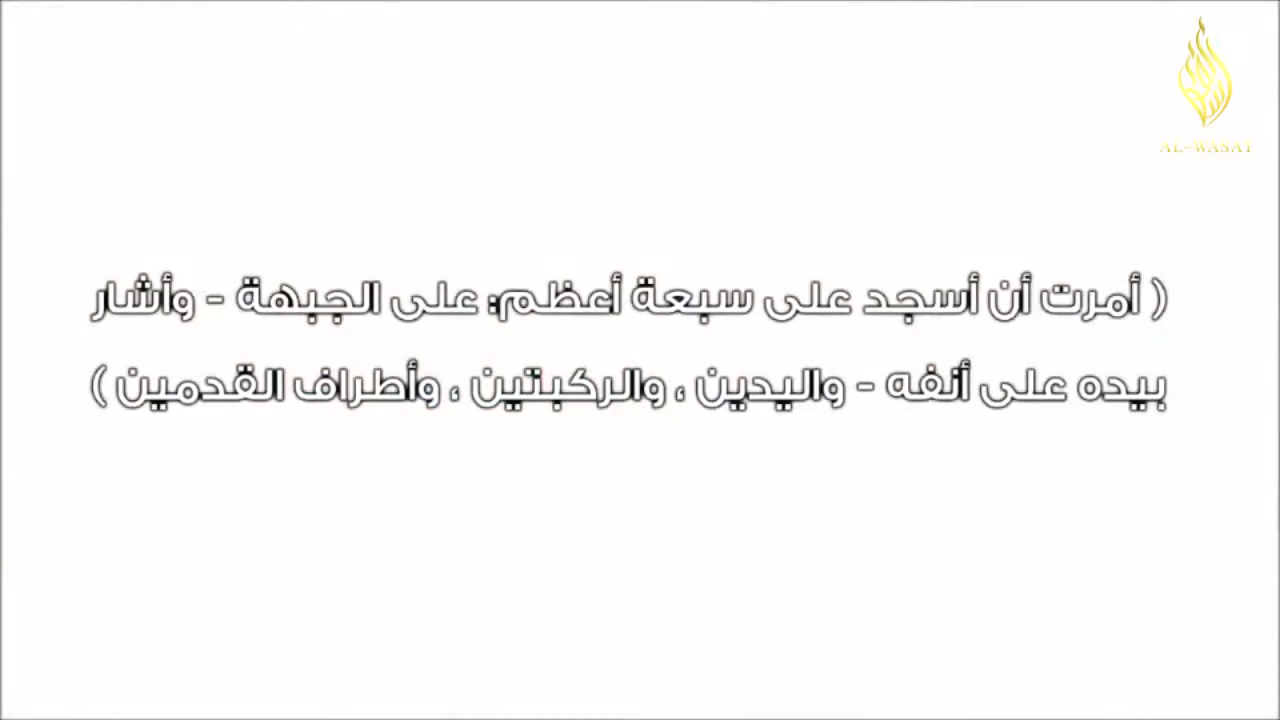 AL-WASAT
( أمرت أن أسجد على سبعة أعظم: على الجبهة - وأشار
بيده على أنفه - واليدين ، والركبتين ، وأطراف القدمين )